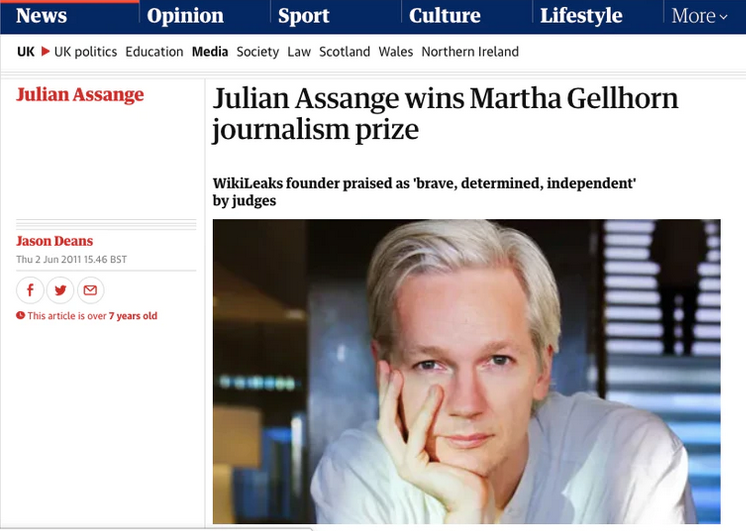 News Opinion Sport Culture Lifestyle More
UK UK politics Education Media Society Law Scotland Wales Northern Ireland
Julian Assange
Julian Assange wins Martha Gellhorn
journalism prize
WikiLeaks founder praised as 'brave, determined, independent'
by judges
Jason Deans
Thu 2 Jun 2011 15.46 BST
This article is over 7 years old